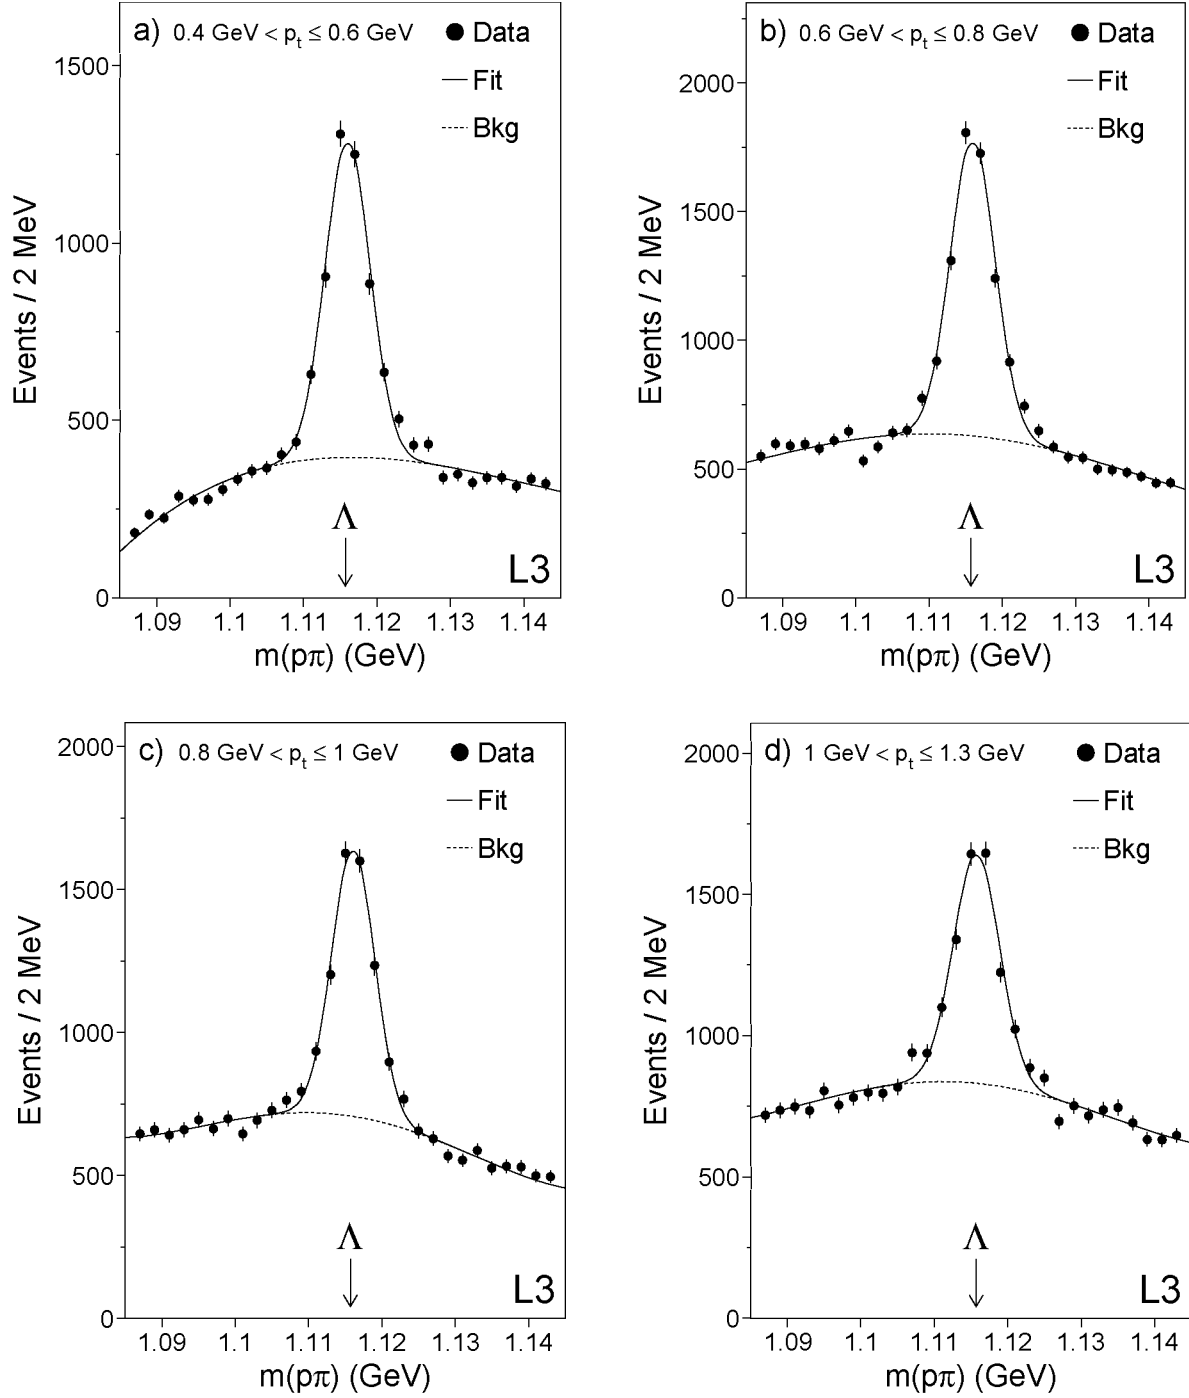 a) 0.4 GeV < pₜ ≤ 0.6 GeV
Data
Fit
Bkg
1500
1000
500
0
Events / 2 MeV
Λ
L3
1.09 1.1 1.11 1.12 1.13 1.14
m(pπ) (GeV)
b) 0.6 GeV < pₜ ≤ 0.8 GeV
Data
Fit
Bkg
2000
1500
1000
500
0
Events / 2 MeV
Λ
L3
1.09 1.1 1.11 1.12 1.13 1.14
m(pπ) (GeV)
c) 0.8 GeV < pₜ ≤ 1 GeV
Data
Fit
Bkg
2000
1500
1000
500
0
Events / 2 MeV
Λ
L3
1.09 1.1 1.11 1.12 1.13 1.14
m(pπ) (GeV)
d) 1 GeV < pₜ ≤ 1.3 GeV
Data
Fit
Bkg
2000
1500
1000
500
0
Events / 2 MeV
Λ
L3
1.09 1.1 1.11 1.12 1.13 1.14
m(pπ) (GeV)